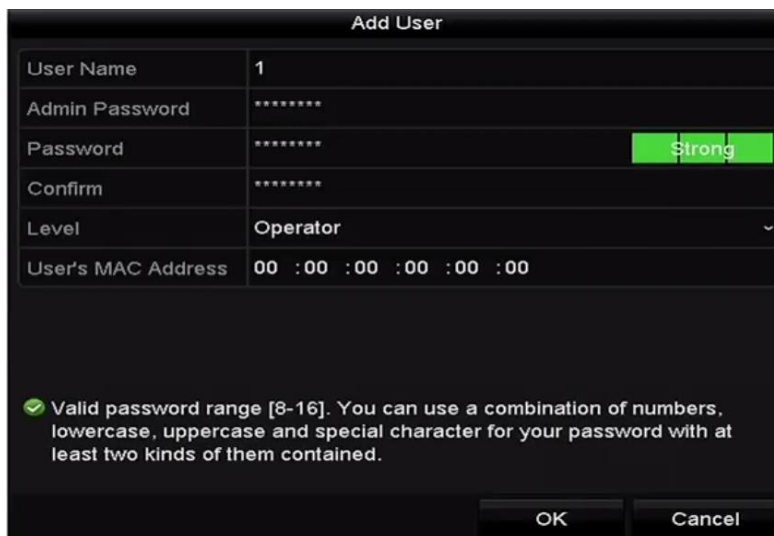 Add User
User Name 1
Admin Password ********
Password ******** Strong
Confirm ********
Level Operator
User's MAC Address 00 :00 :00 :00 :00 :00
Valid password range [8-16]. You can use a combination of numbers,
lowercase, uppercase and special character for your password with at
least two kinds of them contained.
OK Cancel